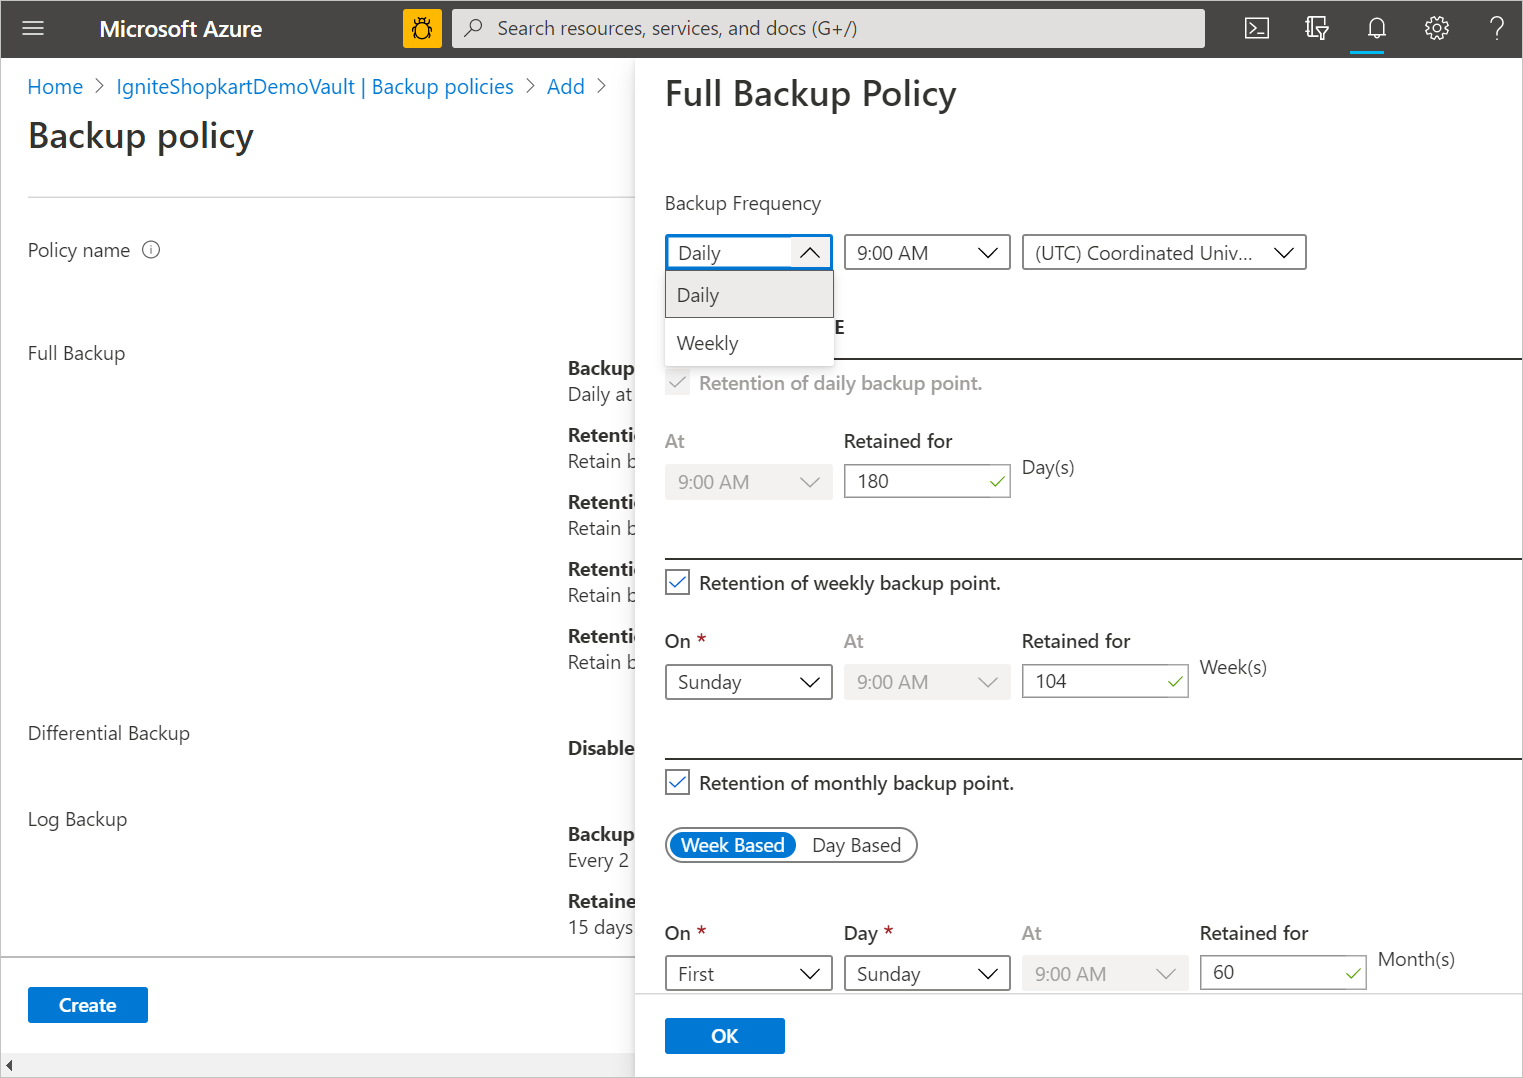 Microsoft Azure
Search resources, services, and docs (G+/)
Home > IgniteShopkartDemoVault | Backup policies > Add >
Backup policy
Policy name
Full Backup
Backup
Daily at
Retenti
Retain b
Retenti
Retain b
Retenti
Retain b
Retenti
Retain b
Differential Backup
Disable
Log Backup
Backup
Every 2
Retaine
15 days
Create
Full Backup Policy
Backup Frequency
Daily 9:00 AM (UTC) Coordinated Univ...
Daily
Weekly
E
Retention of daily backup point.
At Retained for
9:00 AM 180 Day(s)
Retention of weekly backup point.
On * At Retained for
Sunday 9:00 AM 104 Week(s)
Retention of monthly backup point.
Week Based Day Based
On * Day * At Retained for
First Sunday 9:00 AM 60 Month(s)
OK